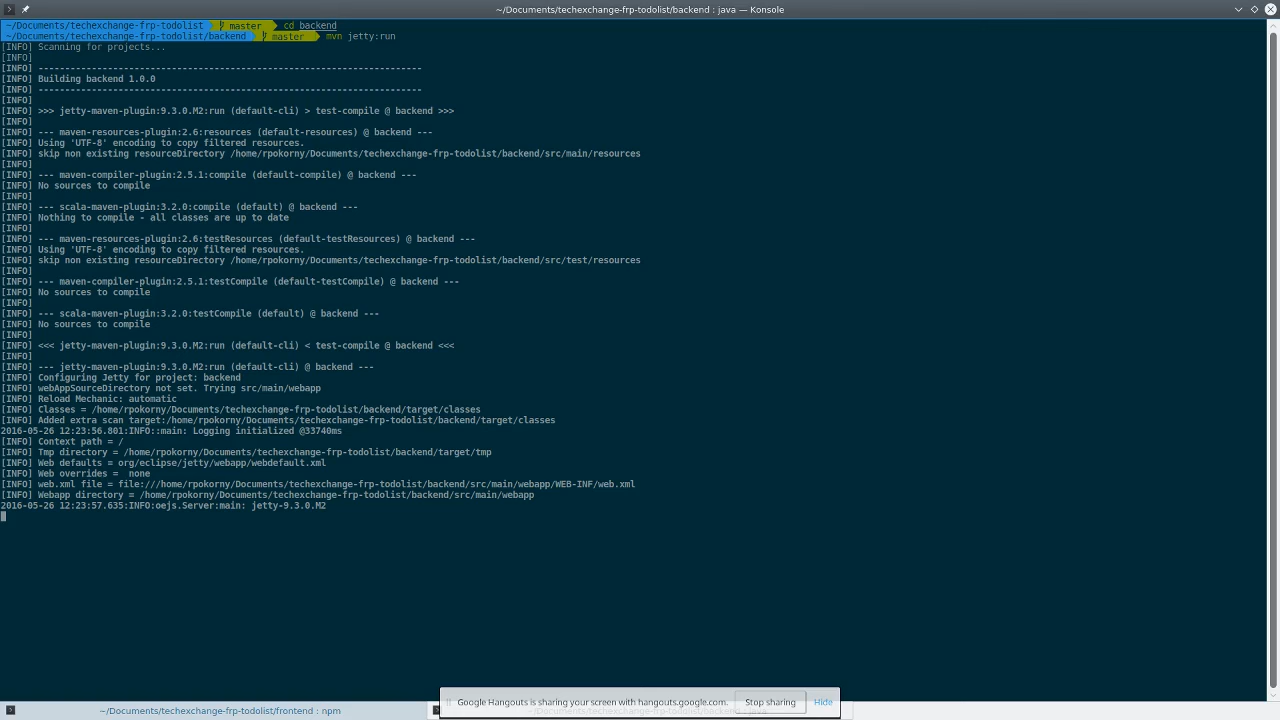 ~/Documents/techexchange-frp-todolist/backend : java — Konsole
~/Documents/techexchange-frp-todolist master cd backend
~/Documents/techexchange-frp-todolist/backend master mvn jetty:run
[INFO] Scanning for projects...
[INFO]
[INFO] ------------------------------------------------------------------------
[INFO] Building backend 1.0.0
[INFO] ------------------------------------------------------------------------
[INFO]
[INFO] >>> jetty-maven-plugin:9.3.0.M2:run (default-cli) > test-compile @ backend >>>
[INFO]
[INFO] --- maven-resources-plugin:2.6:resources (default-resources) @ backend ---
[INFO] Using 'UTF-8' encoding to copy filtered resources.
[INFO] skip non existing resourceDirectory /home/rpokorny/Documents/techexchange-frp-todolist/backend/src/main/resources
[INFO]
[INFO] --- maven-compiler-plugin:2.5.1:compile (default-compile) @ backend ---
[INFO] No sources to compile
[INFO]
[INFO] --- scala-maven-plugin:3.2.0:compile (default) @ backend ---
[INFO] Nothing to compile - all classes are up to date
[INFO]
[INFO] --- maven-resources-plugin:2.6:testResources (default-testResources) @ backend ---
[INFO] Using 'UTF-8' encoding to copy filtered resources.
[INFO] skip non existing resourceDirectory /home/rpokorny/Documents/techexchange-frp-todolist/backend/src/test/resources
[INFO]
[INFO] --- maven-compiler-plugin:2.5.1:testCompile (default-testCompile) @ backend ---
[INFO] No sources to compile
[INFO]
[INFO] --- scala-maven-plugin:3.2.0:testCompile (default) @ backend ---
[INFO] No sources to compile
[INFO]
[INFO] <<< jetty-maven-plugin:9.3.0.M2:run (default-cli) < test-compile @ backend <<<
[INFO]
[INFO] --- jetty-maven-plugin:9.3.0.M2:run (default-cli) @ backend ---
[INFO] Configuring Jetty for project: backend
[INFO] webAppSourceDirectory not set. Trying src/main/webapp
[INFO] Reload Mechanic: automatic
[INFO] Classes = /home/rpokorny/Documents/techexchange-frp-todolist/backend/target/classes
[INFO] Added extra scan target:/home/rpokorny/Documents/techexchange-frp-todolist/backend/target/classes
2016-05-26 12:23:56.801:INFO::main: Logging initialized @33740ms
[INFO] Context path = /
[INFO] Tmp directory = /home/rpokorny/Documents/techexchange-frp-todolist/backend/target/tmp
[INFO] Web defaults = org/eclipse/jetty/webapp/webdefault.xml
[INFO] Web overrides =  none
[INFO] web.xml file = file:///home/rpokorny/Documents/techexchange-frp-todolist/backend/src/main/webapp/WEB-INF/web.xml
[INFO] Webapp directory = /home/rpokorny/Documents/techexchange-frp-todolist/backend/src/main/webapp
2016-05-26 12:23:57.635:INFO:oejs.Server:main: jetty-9.3.0.M2
Google Hangouts is sharing your screen with hangouts.google.com. Stop sharing Hide
~/Documents/techexchange-frp-todolist/frontend : npm